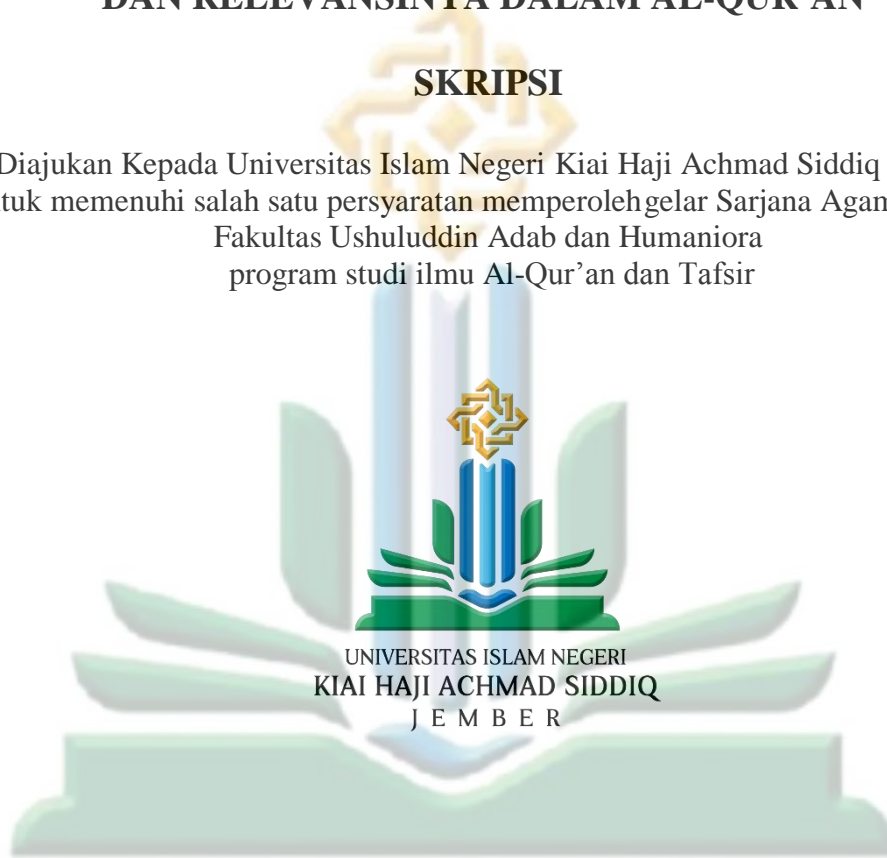 DAN RELEVANSINYA DALAM AL-QUR'AN
SKRIPSI
Diajukan Kepada Universitas Islam Negeri Kiai Haji Achmad Siddiq
memenuhi salah satu persyaratan memperoleh gelar Sarjana
Fakultas Ushuluddin Adab dan Humaniora
program studi ilmu Al-Qur’an dan Tafsir
UNIVERSITAS ISLAM NEGERI
KIAI HAJI ACHMAD SIDDIQ
JEMBER